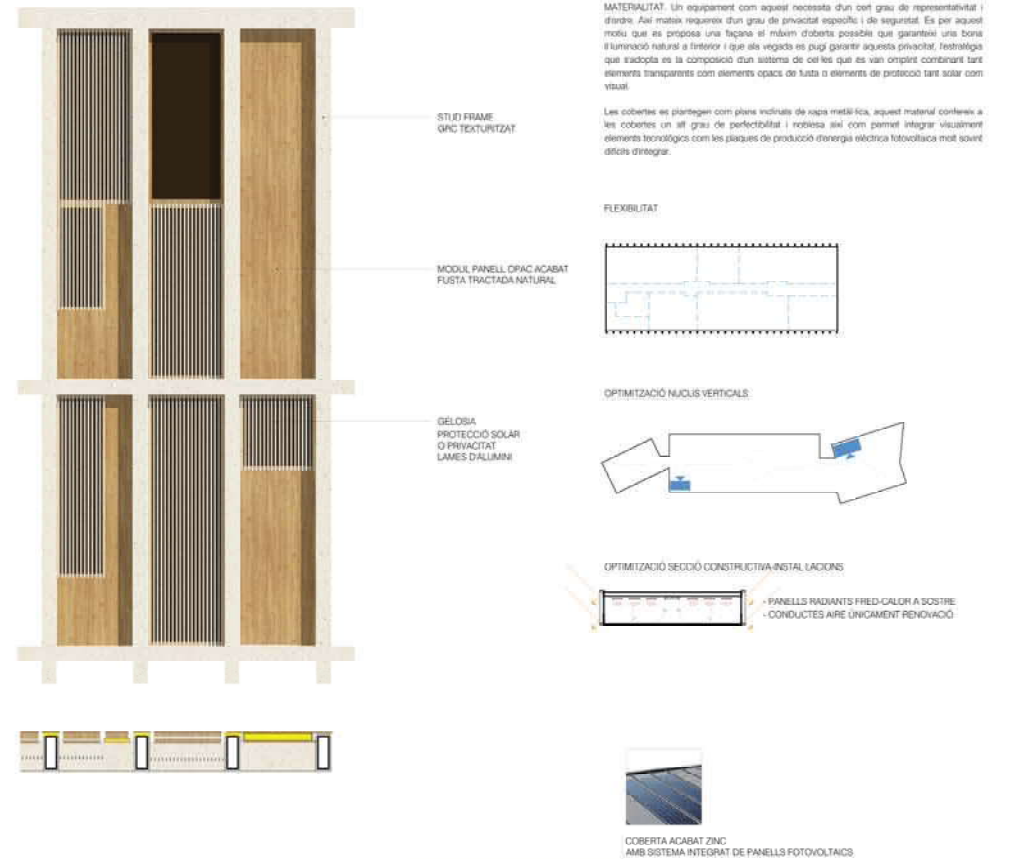 MATERIALITAT. Un equipament com aquest necessita d'un cert grau de representativitat i
d'ordre. Així mateix requereix d'un grau de privacitat específic i de seguretat. Es per aquest
motiu que es proposa una façana el màxim d'oberta possible que garanteixi una bona
il·luminació natural a l'interior i que als vegada es pugi garantir aquesta privacitat, l'estratègia
que s'adopta es la composició d'un sistema de cel·les que es van omplint combinant tant
elements transparents com elements opacs de fusta o elements de protecció tant solar com
visual.
Les cobertes es plantegen com plans inclinats de xapa metàl·lica, aquest material confereix a
les cobertes un alt grau de perfectibilitat i noblesa així com permet integrar visualment
elements tecnològics com les plaques de producció d'energia elèctrica fotovoltaica molt sovint
difícils d'integrar.
STUD FRAME
GRC TEXTURITZAT
MODUL PANELL OPAC ACABAT
FUSTA TRACTADA NATURAL
GELOSIA
PROTECCIÓ SOLAR
O PRIVACITAT
LAMES D'ALUMINI
FLEXIBILITAT
OPTIMITZACIÓ NUCLIS VERTICALS
OPTIMITZACIÓ SECCIÓ CONSTRUCTIVA-INSTAL·LACIONS
- PANELLS RADIANTS FRED-CALOR A SOSTRE
- CONDUCTES AIRE ÚNICAMENT RENOVACIÓ
COBERTA ACABAT ZINC
AMB SISTEMA INTEGRAT DE PANELLS FOTOVOLTAICS